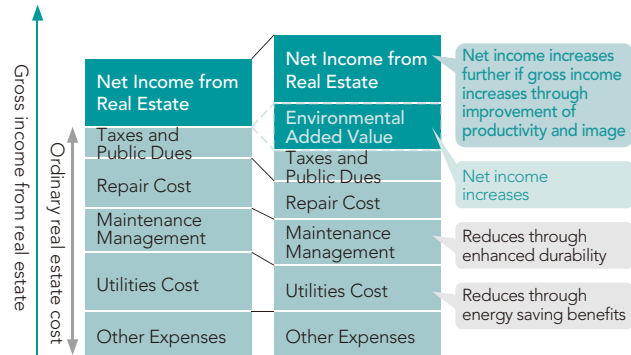 Gross income from real estate
Ordinary real estate cost
Net Income from
Real Estate
Taxes and
Public Dues
Repair Cost
Maintenance
Management
Utilities Cost
Other Expenses
Net Income from
Real Estate
Environmental
Added Value
Taxes and
Public Dues
Repair Cost
Maintenance
Management
Utilities Cost
Other Expenses
Net income increases
further if gross income
increases through
improvement of
productivity and image
Net income
increases
Reduces through
enhanced durability
Reduces through
energy saving benefits